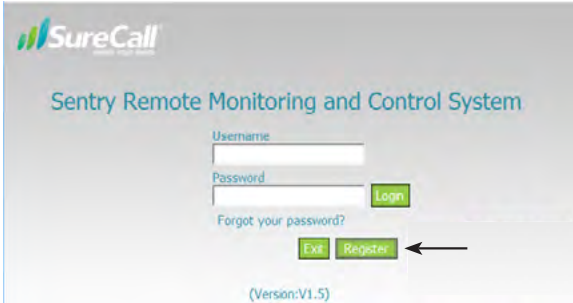 SureCall
Sentry Remote Monitoring and Control System
Username
Password
Login
Forgot your password?
Exit Register
(Version:V1.5)